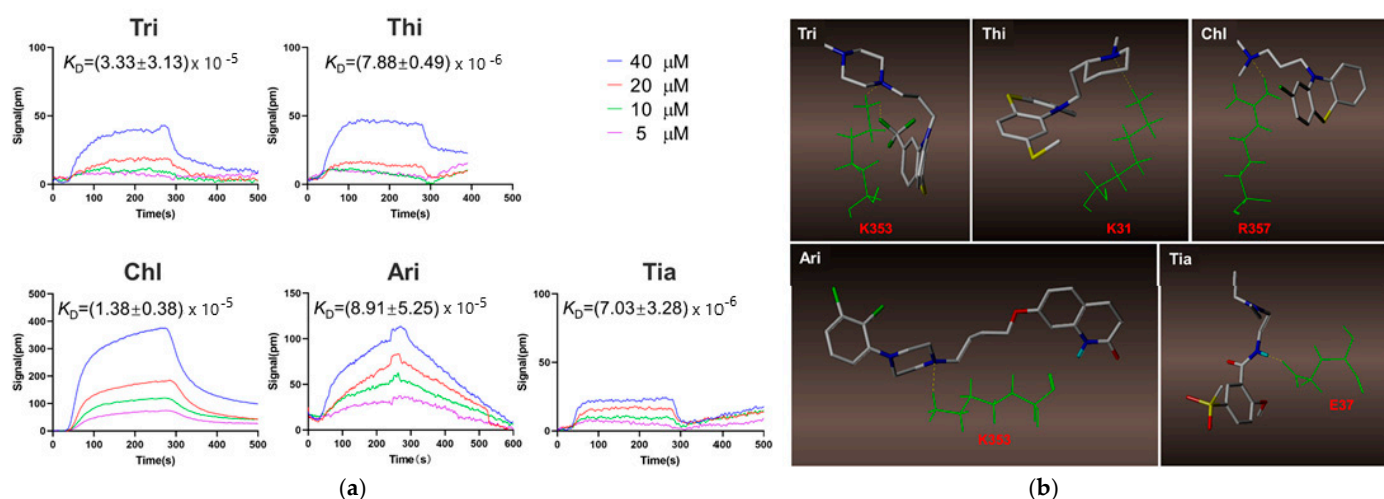 Tri
K_D=(3.33±3.13) x 10^-5
Signal(pm)
100
50
0
0 100 200 300 400 500
Time(s)
Thi
K_D=(7.88±0.49) x 10^-6
Signal(pm)
100
50
0
0 100 200 300 400 500
Time(s)
40 μM
20 μM
10 μM
5 μM
Chl
K_D=(1.38±0.38) x 10^-5
Signal(pm)
500
400
300
200
100
0
0 100 200 300 400 500
Time(s)
Ari
K_D=(8.91±5.25) x 10^-5
Signal(pm)
150
100
50
0
0 200 400 600
Time(s)
Tia
K_D=(7.03±3.28) x 10^-6
Signal(pm)
100
50
0
0 100 200 300 400 500
Time(s)
(a)
Tri
K353
Thi
K31
Chl
R357
Ari
K353
Tia
E37
(b)